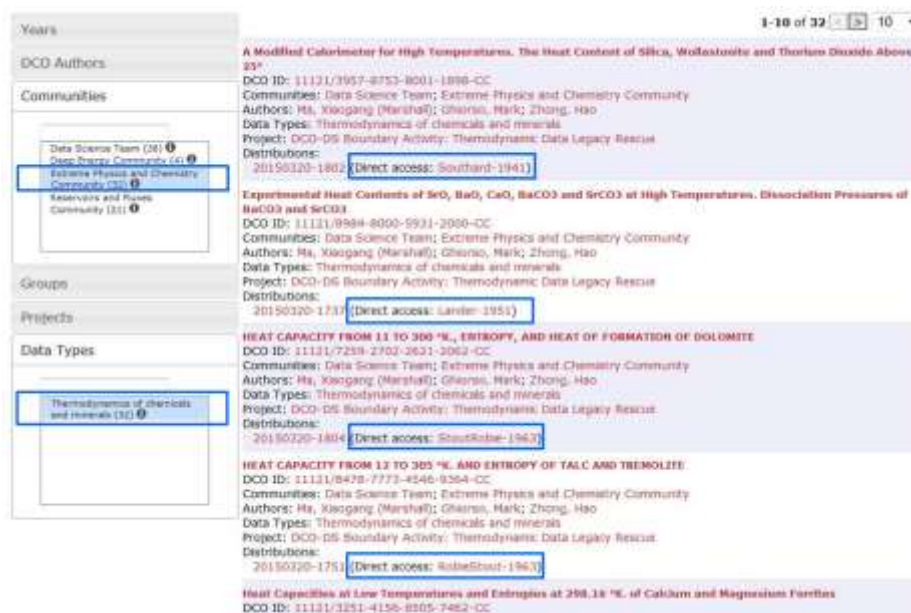 Years
DCO Authors
Communities
Data Science Team (28)
Deep Energy Community (4)
Extreme Physics and Chemistry
Community (32)
Reservoirs and Fluxes
Community (21)
Groups
Projects
Data Types
Thermodynamics of chemicals
and minerals (32)
1-10 of 32 < > 10
A Modified Calorimeter for High Temperatures. The Heat Content of Silica, Wollastonite and Thorium Dioxide Above
25°
DCO ID: 11121/3957-8753-8001-1898-CC
Communities: Data Science Team; Extreme Physics and Chemistry Community
Authors: Ma, Xiaogang (Marshall); Ghiorso, Mark; Zhong, Hao
Data Types: Thermodynamics of chemicals and minerals
Project: DCO-DS Boundary Activity: Thermodynamic Data Legacy Rescue
Distributions:
20150320-1802 (Direct access: Southard-1941)
Experimental Heat Contents of SrO, BaO, CaO, BaCO3 and SrCO3 at High Temperatures. Dissociation Pressures of
BaCO3 and SrCO3
DCO ID: 11121/8984-8000-5931-2000-CC
Communities: Data Science Team; Extreme Physics and Chemistry Community
Authors: Ma, Xiaogang (Marshall); Ghiorso, Mark; Zhong, Hao
Data Types: Thermodynamics of chemicals and minerals
Project: DCO-DS Boundary Activity: Thermodynamic Data Legacy Rescue
Distributions:
20150320-1737 (Direct access: Lander-1951)
HEAT CAPACITY FROM 11 TO 300 °K., ENTROPY, AND HEAT OF FORMATION OF DOLOMITE
DCO ID: 11121/7259-2702-2621-2062-CC
Communities: Data Science Team; Extreme Physics and Chemistry Community
Authors: Ma, Xiaogang (Marshall); Ghiorso, Mark; Zhong, Hao
Data Types: Thermodynamics of chemicals and minerals
Project: DCO-DS Boundary Activity: Thermodynamic Data Legacy Rescue
Distributions:
20150320-1804 (Direct access: StoutRobie-1963)
HEAT CAPACITY FROM 12 TO 305 °K. AND ENTROPY OF TALC AND TREMOLITE
DCO ID: 11121/8478-7773-4546-9364-CC
Communities: Data Science Team; Extreme Physics and Chemistry Community
Authors: Ma, Xiaogang (Marshall); Ghiorso, Mark; Zhong, Hao
Data Types: Thermodynamics of chemicals and minerals
Project: DCO-DS Boundary Activity: Thermodynamic Data Legacy Rescue
Distributions:
20150320-1751 (Direct access: RobieStout-1963)
Heat Capacities at Low Temperatures and Entropies at 298.16 °K. of Calcium and Magnesium Ferrites
DCO ID: 11121/3251-4156-8505-7462-CC